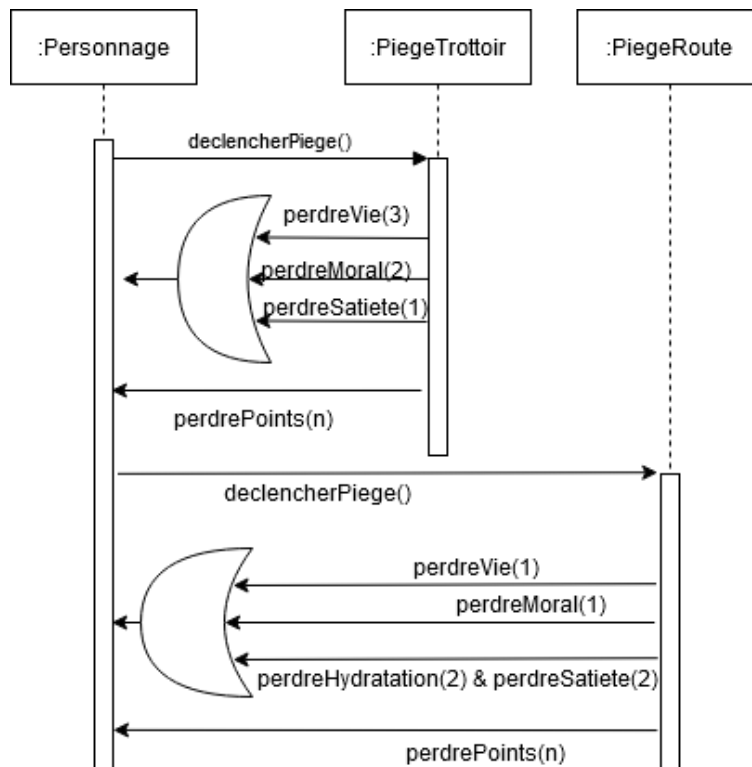 :Personnage
:PiegeTrottoir
:PiegeRoute
declencherPiege()
perdreVie(3)
perdreMoral(2)
perdreSatiete(1)
perdrePoints(n)
declencherPiege()
perdreVie(1)
perdreMoral(1)
perdreHydratation(2) & perdreSatiete(2)
perdrePoints(n)